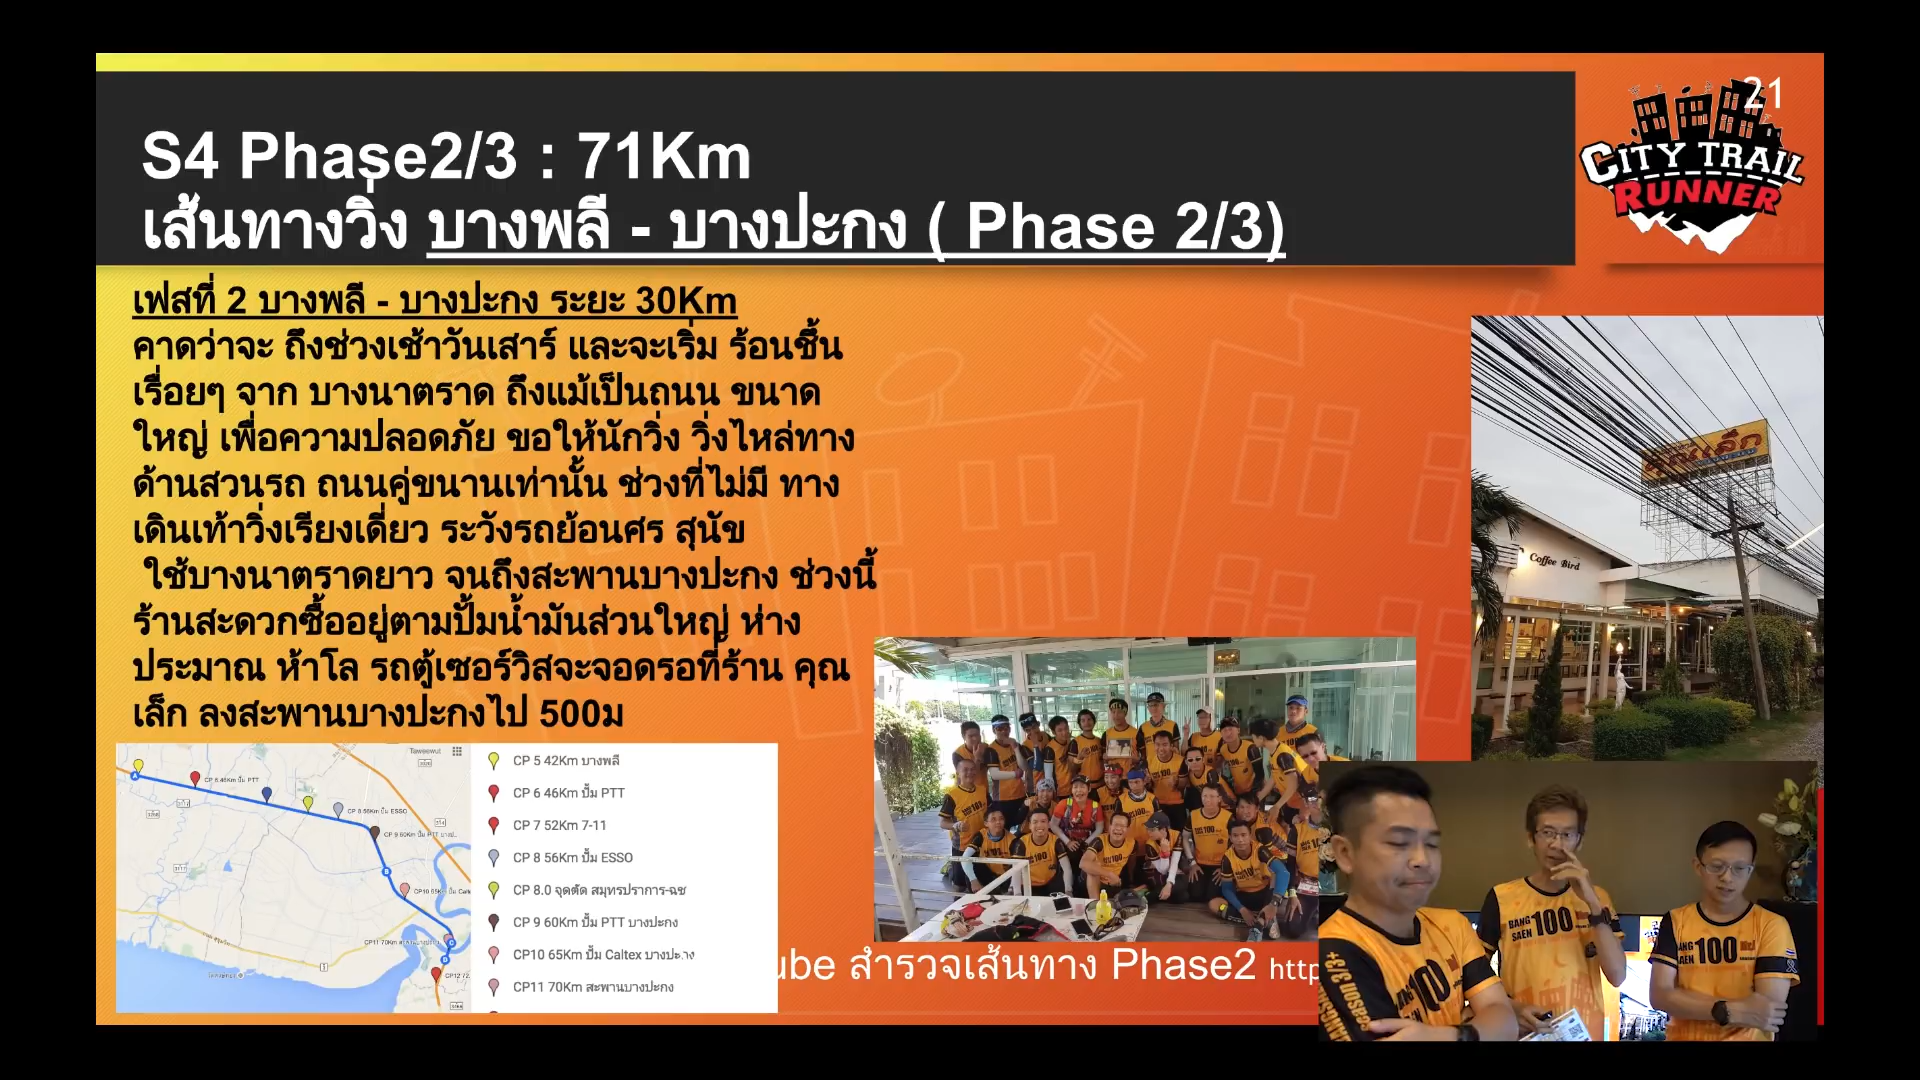 21
CITY TRAIL
RUNNER
S4 Phase2/3 : 71Km
เส้นทางวิ่ง บางพลี - บางปะกง ( Phase 2/3)
เฟสที่ 2 บางพลี - บางปะกง ระยะ 30Km
คาดว่าจะ ถึงช่วงเช้าวันเสาร์ และจะเริ่ม ร้อนชึ้น
เรื่อยๆ จาก บางนาตราด ถึงแม้เป็นถนน ขนาด
ใหญ่ เพื่อความปลอดภัย ขอให้นักวิ่ง วิ่งไหล่ทาง
ด้านสวนรถ ถนนคู่ขนานเท่านั้น ช่วงที่ไม่มี ทาง
เดินเท้าวิ่งเรียงเดี่ยว ระวังรถย้อนศร สุนัข
ใช้บางนาตราดยาว จนถึงสะพานบางปะกง ช่วงนี้
ร้านสะดวกซื้ออยู่ตามปั้มน้ำมันส่วนใหญ่ ห่าง
ประมาณ ห้าโล รถตู้เซอร์วิสจะจอดรอที่ร้าน คุณ
เล็ก ลงสะพานบางปะกงไป 500ม
Coffee Bird
Taweewut
CP 6 46Km ปั้ม PTT
CP 8 56Km ปั้ม ESSO
CP 5 42Km บางพลี
CP 6 46Km ปั้ม PTT
CP 7 52Km 7-11
CP 8 56Km ปั้ม ESSO
CP 8.0 จุดตัด สมุทรปราการ-ฉช
CP 9 60Km ปั้ม PTT บางปะกง
CP10 65Km ปั้ม Caltex บางปะกง
CP11 70Km สะพานบางปะกง
ube สำรวจเส้นทาง Phase2 http
BANG 100
SAEN
BANG 100
SAEN